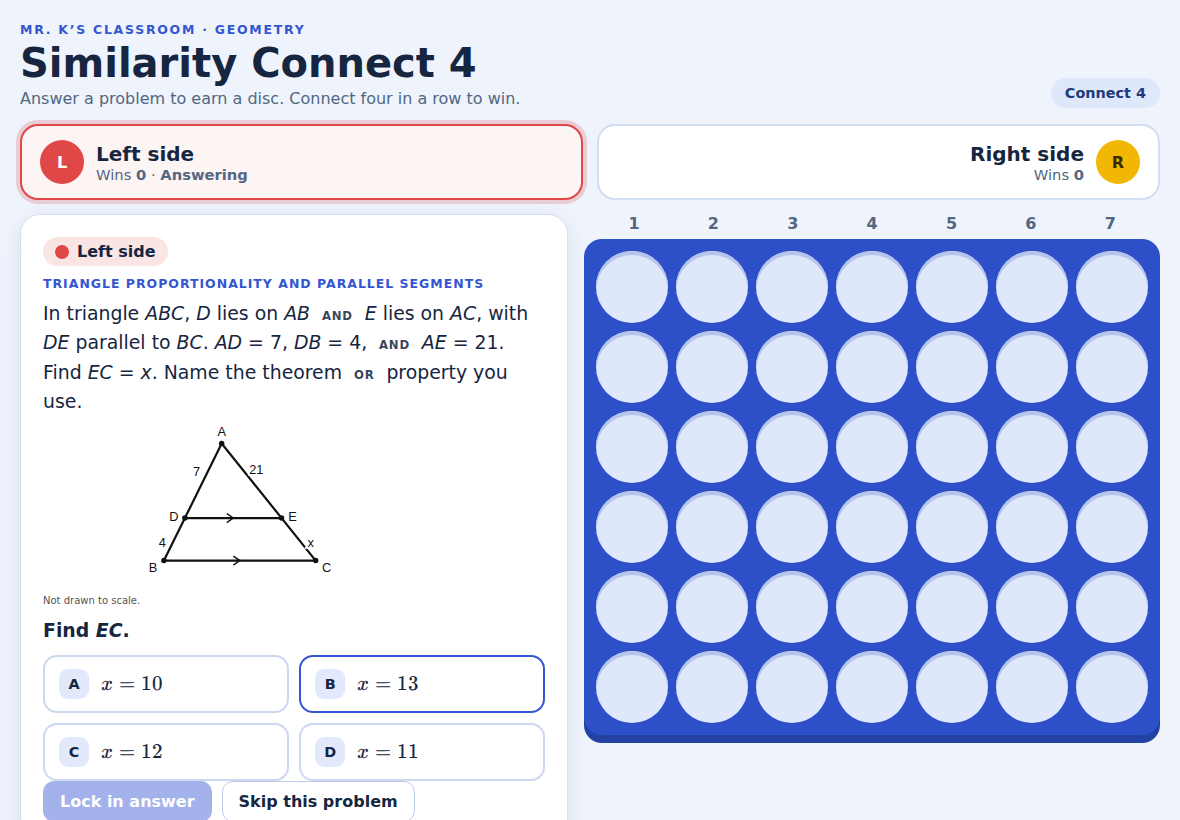 MR. K’S CLASSROOM · GEOMETRY
Similarity Connect 4
Answer a problem to earn a disc. Connect four in a row to win.
Connect 4
L
Left side
Wins 0 · Answering
Right side
Wins 0
R
Left side
TRIANGLE PROPORTIONALITY AND PARALLEL SEGMENTS
In triangle ABC, D lies on AB AND E lies on AC, with
DE parallel to BC. AD = 7, DB = 4, AND AE = 21.
Find EC = x. Name the theorem OR property you
use.
A
7
21
D
E
4
x
B
C
Not drawn to scale.
Find EC.
A x = 10
B x = 13
C x = 12
D x = 11
Lock in answer
Skip this problem
1 2 3 4 5 6 7